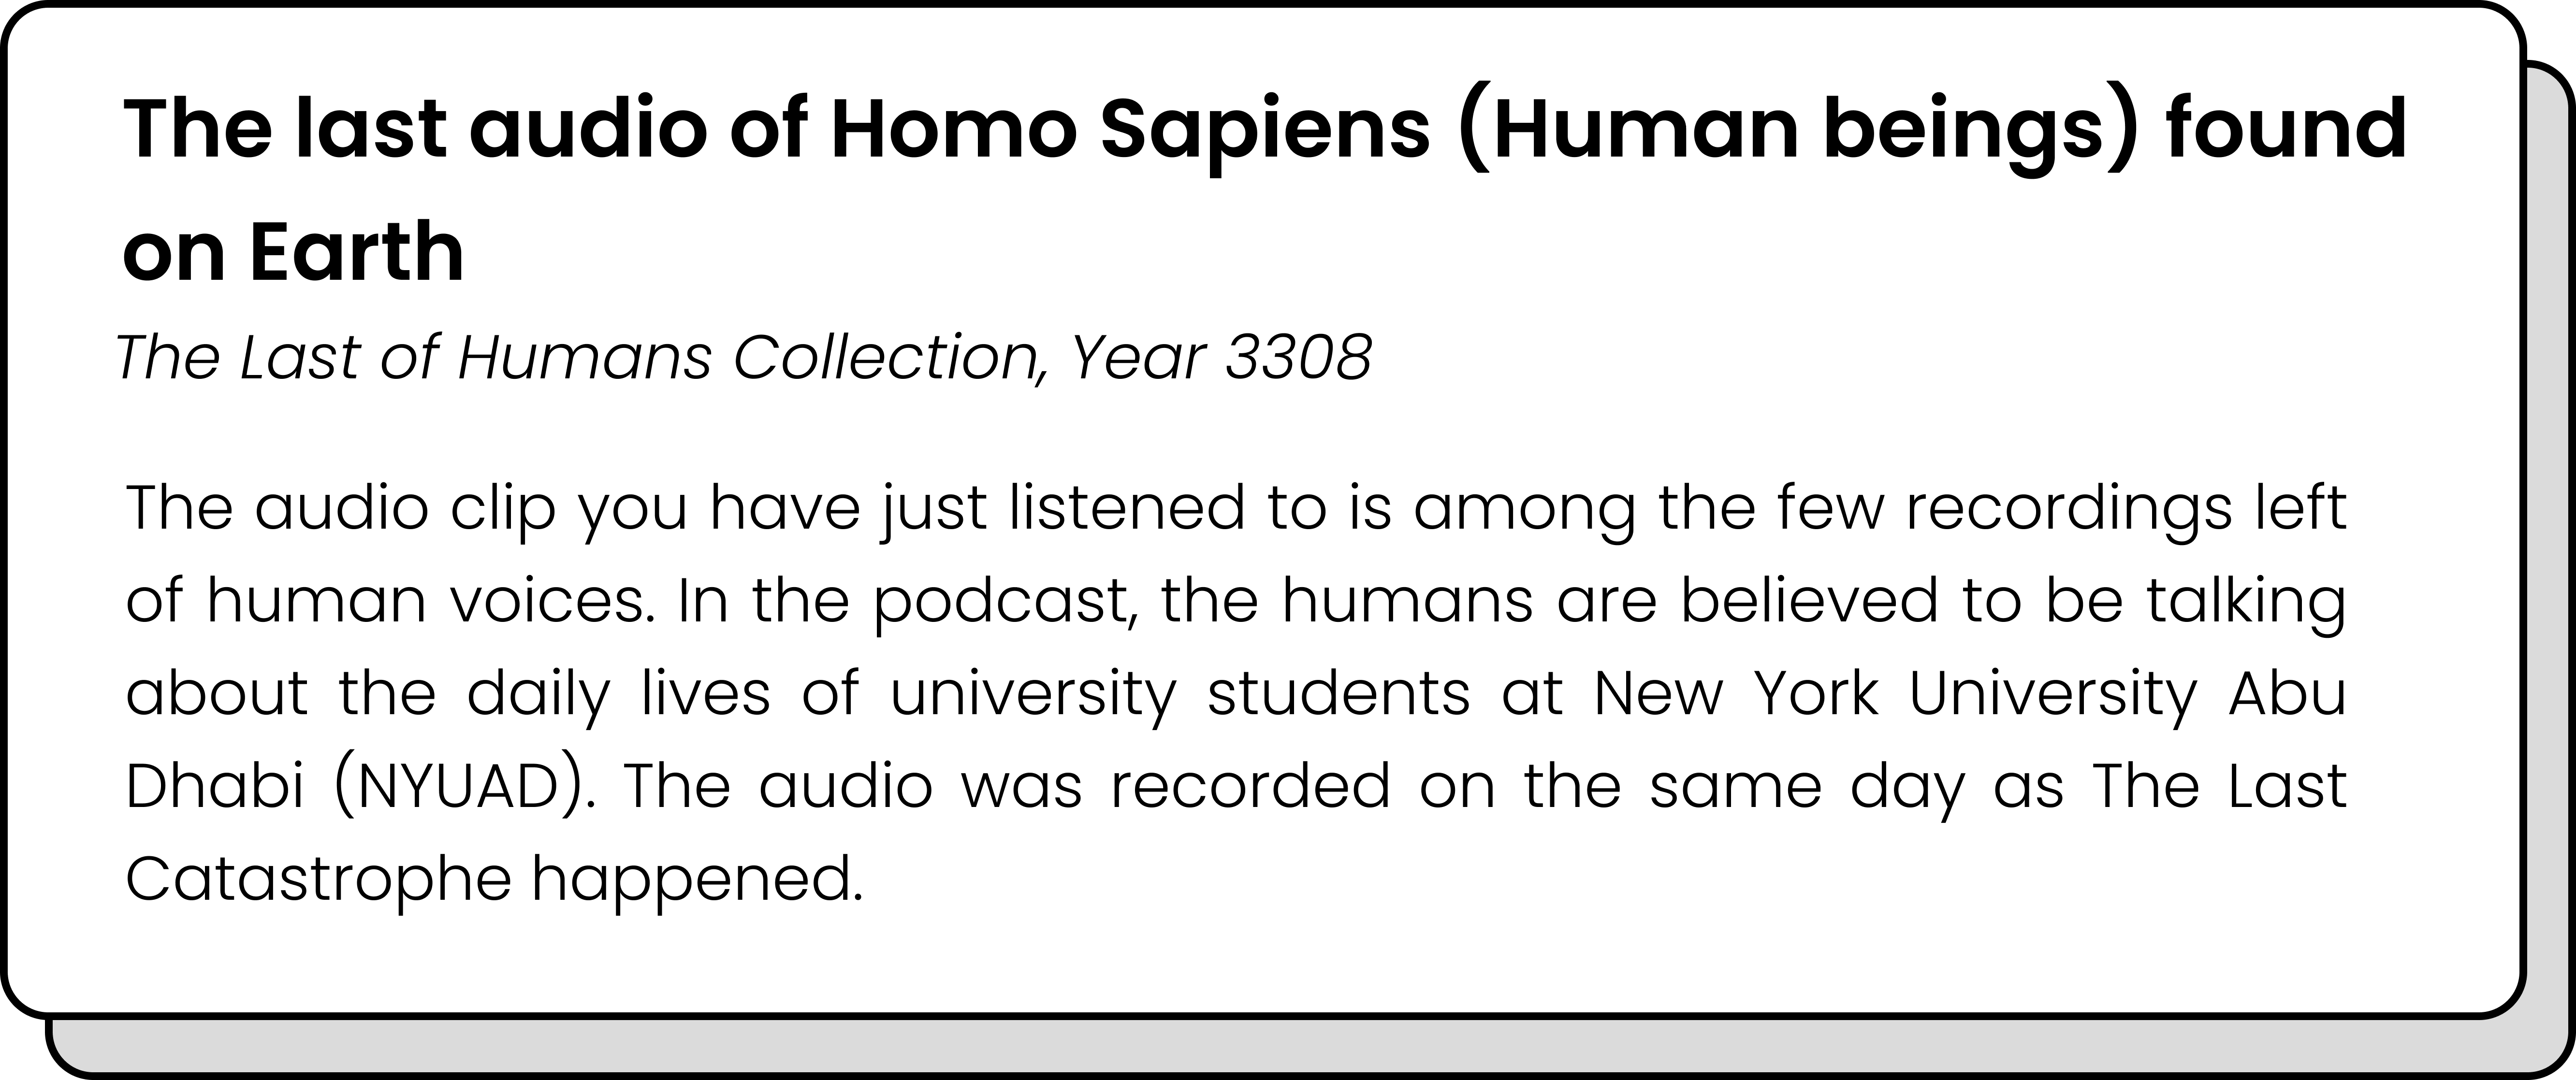 The last audio of Homo Sapiens (Human beings) found
on Earth
The Last of Humans Collection, Year 3308
The audio clip you have just listened to is among the few recordings left
of human voices. In the podcast, the humans are believed to be talking
about the daily lives of university students at New York University Abu
Dhabi (NYUAD). The audio was recorded on the same day as The Last
Catastrophe happened.